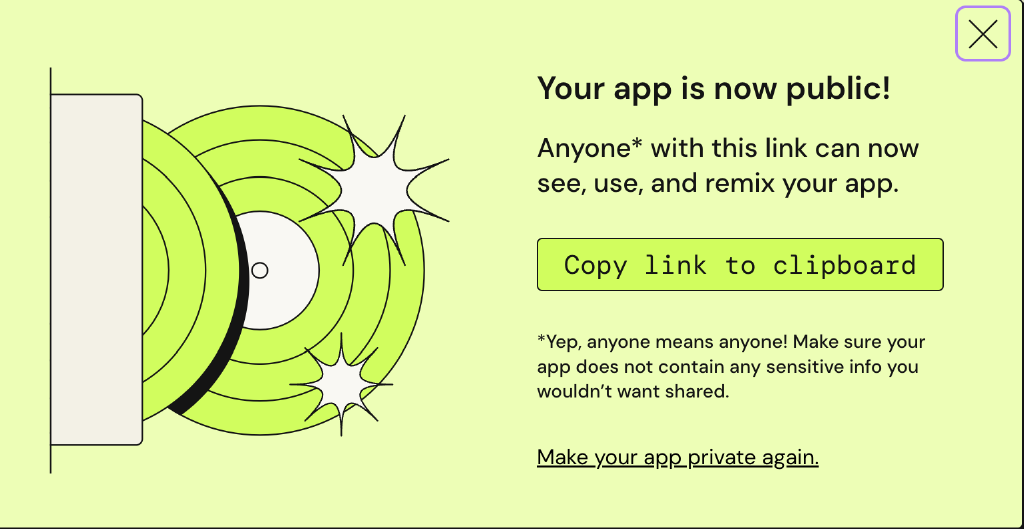 Your app is now public!
Anyone* with this link can now
see, use, and remix your app.
Copy link to clipboard
*Yep, anyone means anyone! Make sure your
app does not contain any sensitive info you
wouldn’t want shared.
Make your app private again.